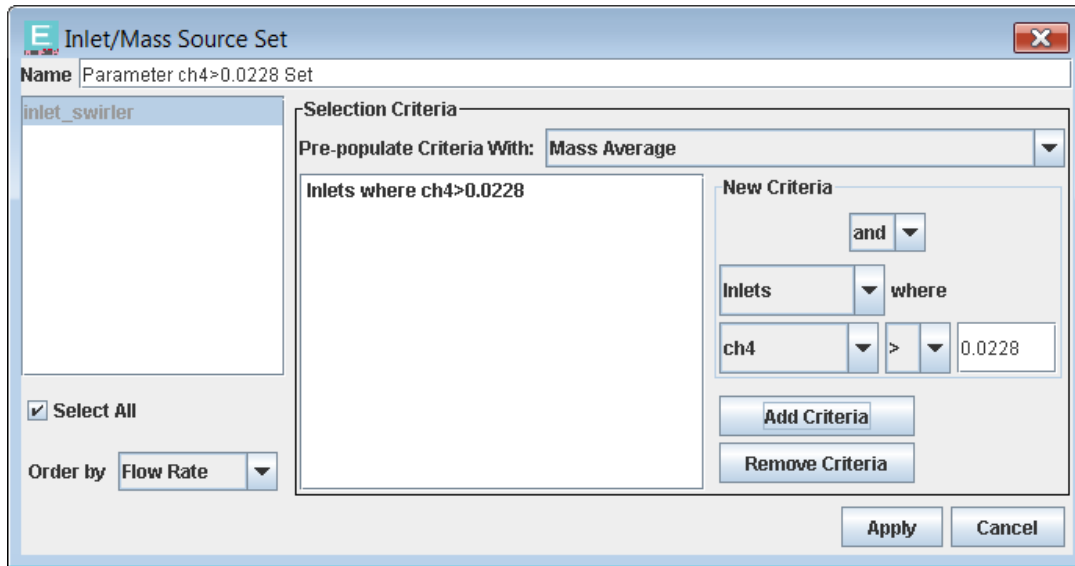 E Inlet/Mass Source Set
Name Parameter ch4>0.0228 Set
inlet_swirler
Selection Criteria
Pre-populate Criteria With: Mass Average
Inlets where ch4>0.0228
New Criteria
and
Inlets where
ch4 > 0.0228
Select All
Add Criteria
Order by Flow Rate
Remove Criteria
Apply Cancel